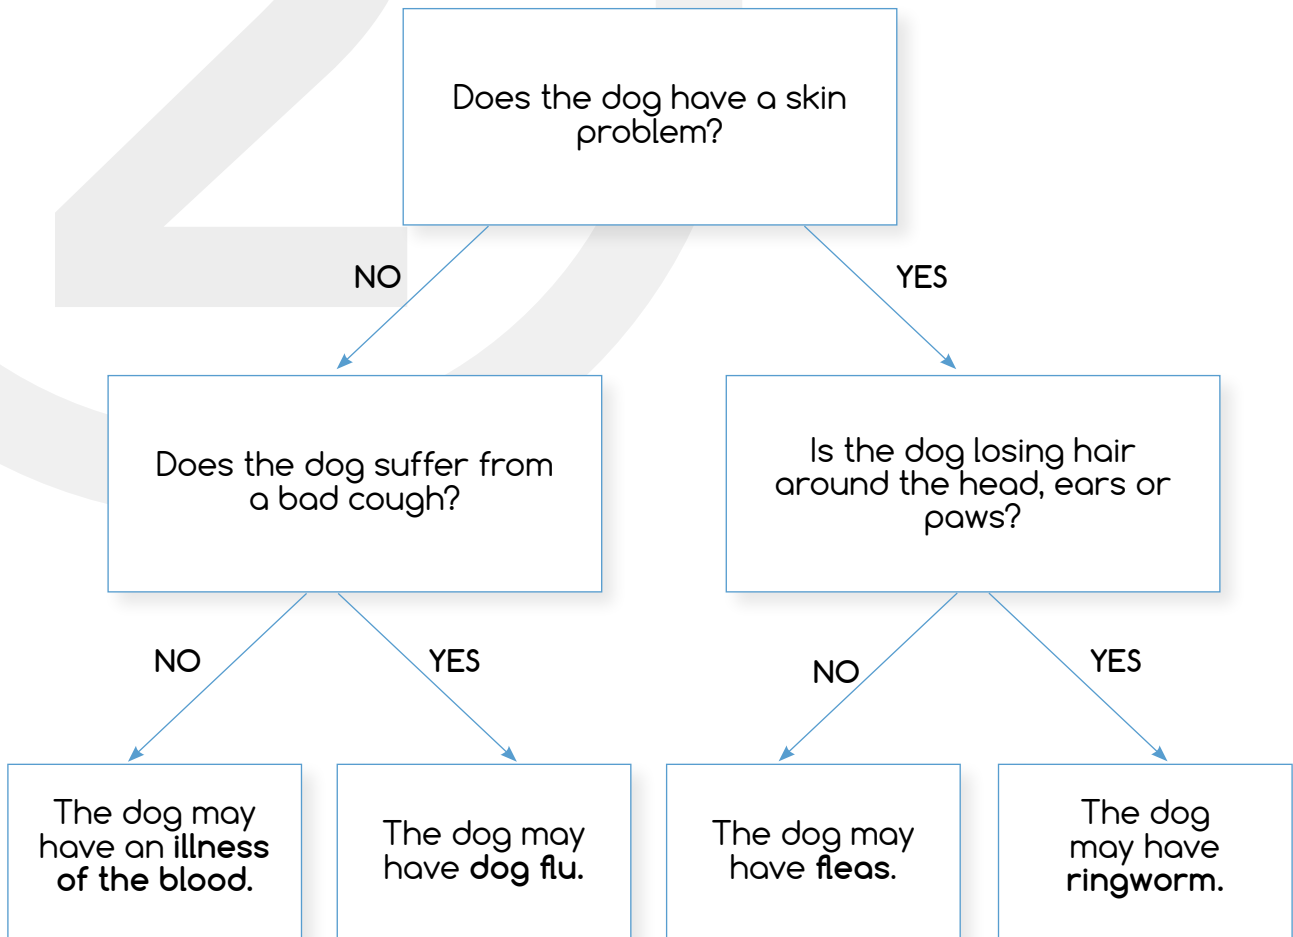 Does the dog have a skin
problem?
NO
YES
Does the dog suffer from
a bad cough?
Is the dog losing hair
around the head, ears or
paws?
NO
YES
NO
YES
The dog may
have an illness
of the blood.
The dog may
have dog flu.
The dog may
have fleas.
The dog
may have
ringworm.